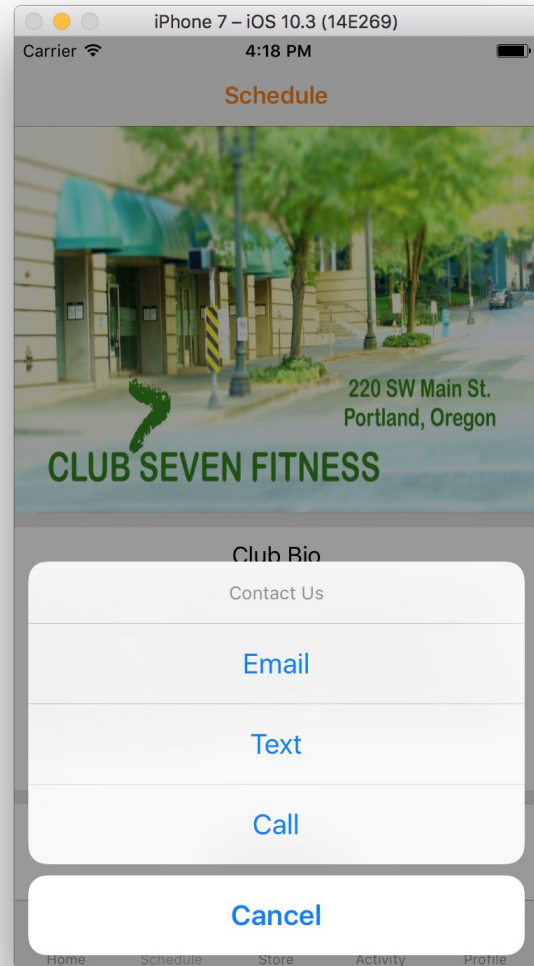 iPhone 7 – iOS 10.3 (14E269)
Carrier 4:18 PM
Schedule
220 SW Main St.
Portland, Oregon
7
CLUB SEVEN FITNESS
Club Bio
Contact Us
Email
Text
Call
Cancel
Home Schedule Store Activity Profile